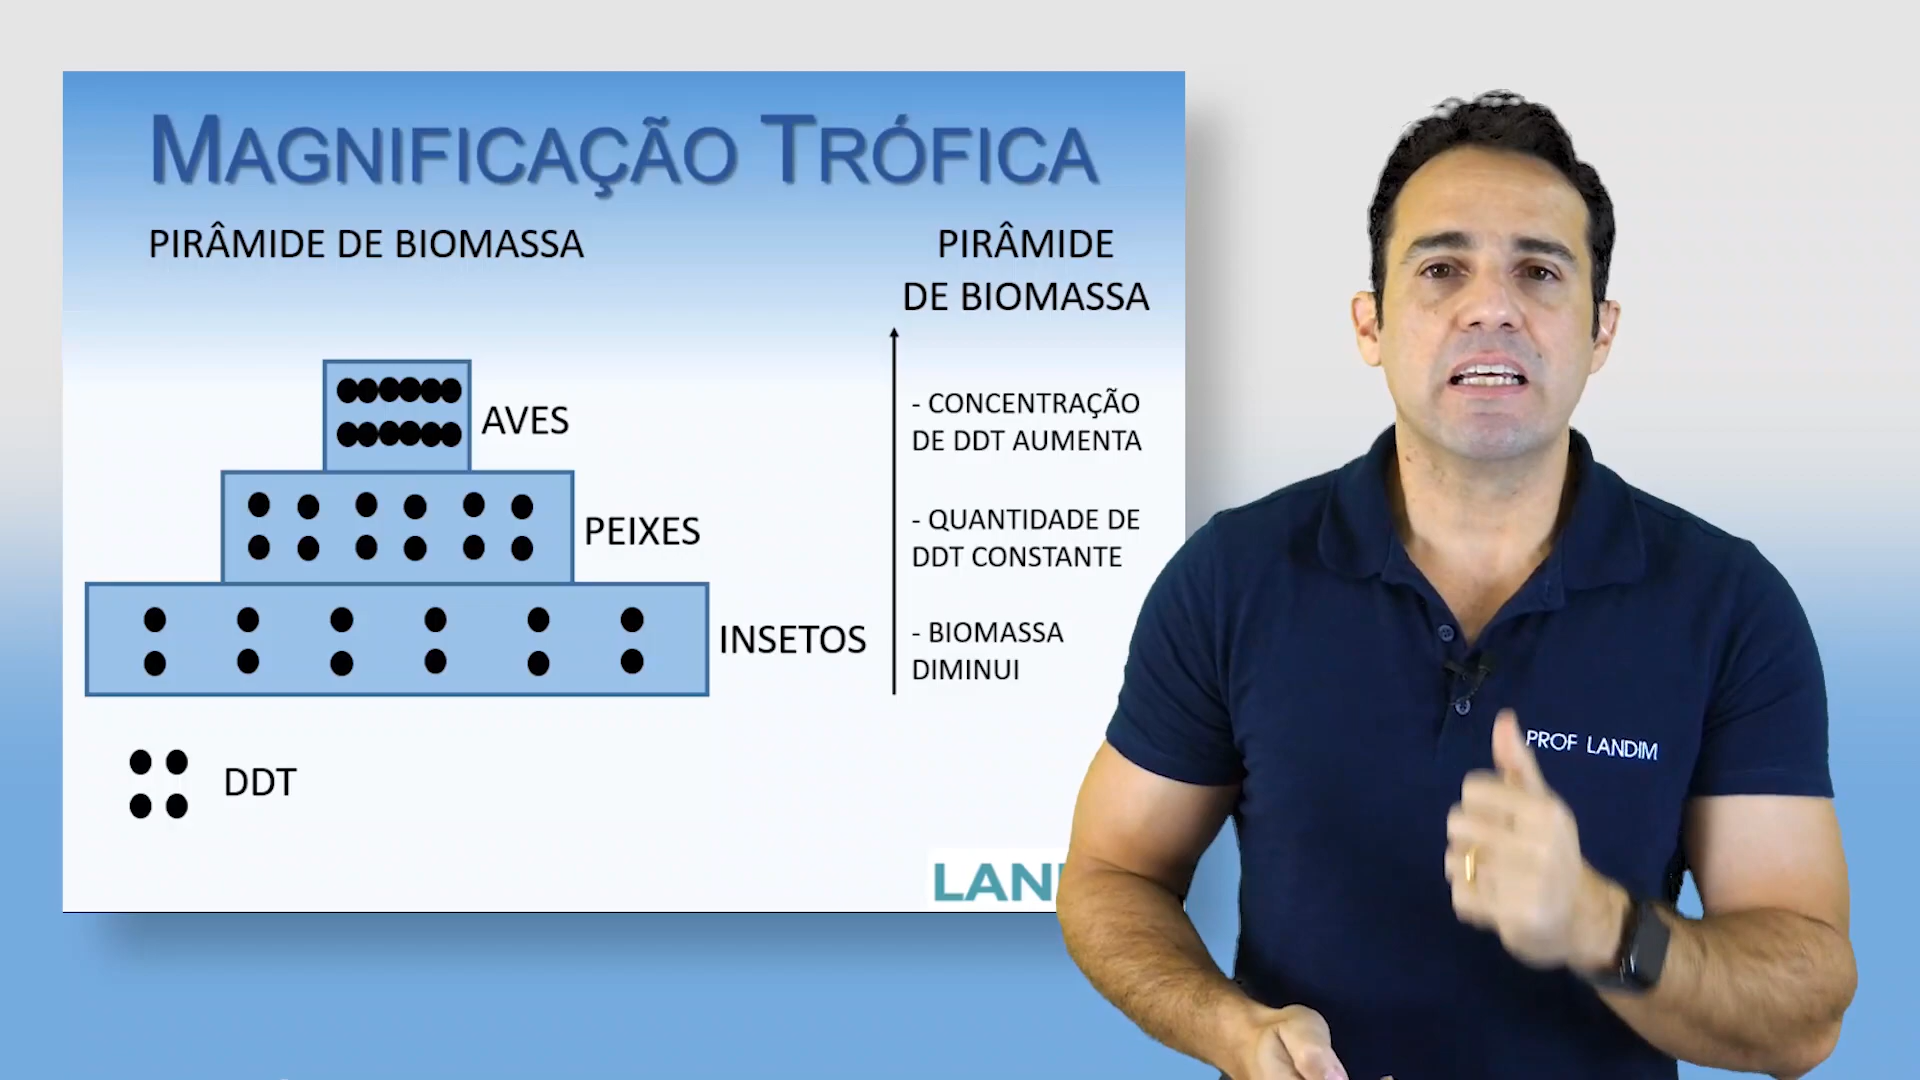 MAGNIFICAÇÃO TRÓFICA
PIRÂMIDE DE BIOMASSA
PIRÂMIDE
DE BIOMASSA
AVES
PEIXES
INSETOS
- CONCENTRAÇÃO
DE DDT AUMENTA
- QUANTIDADE DE
DDT CONSTANTE
- BIOMASSA
DIMINUI
DDT
PROF LANDIM